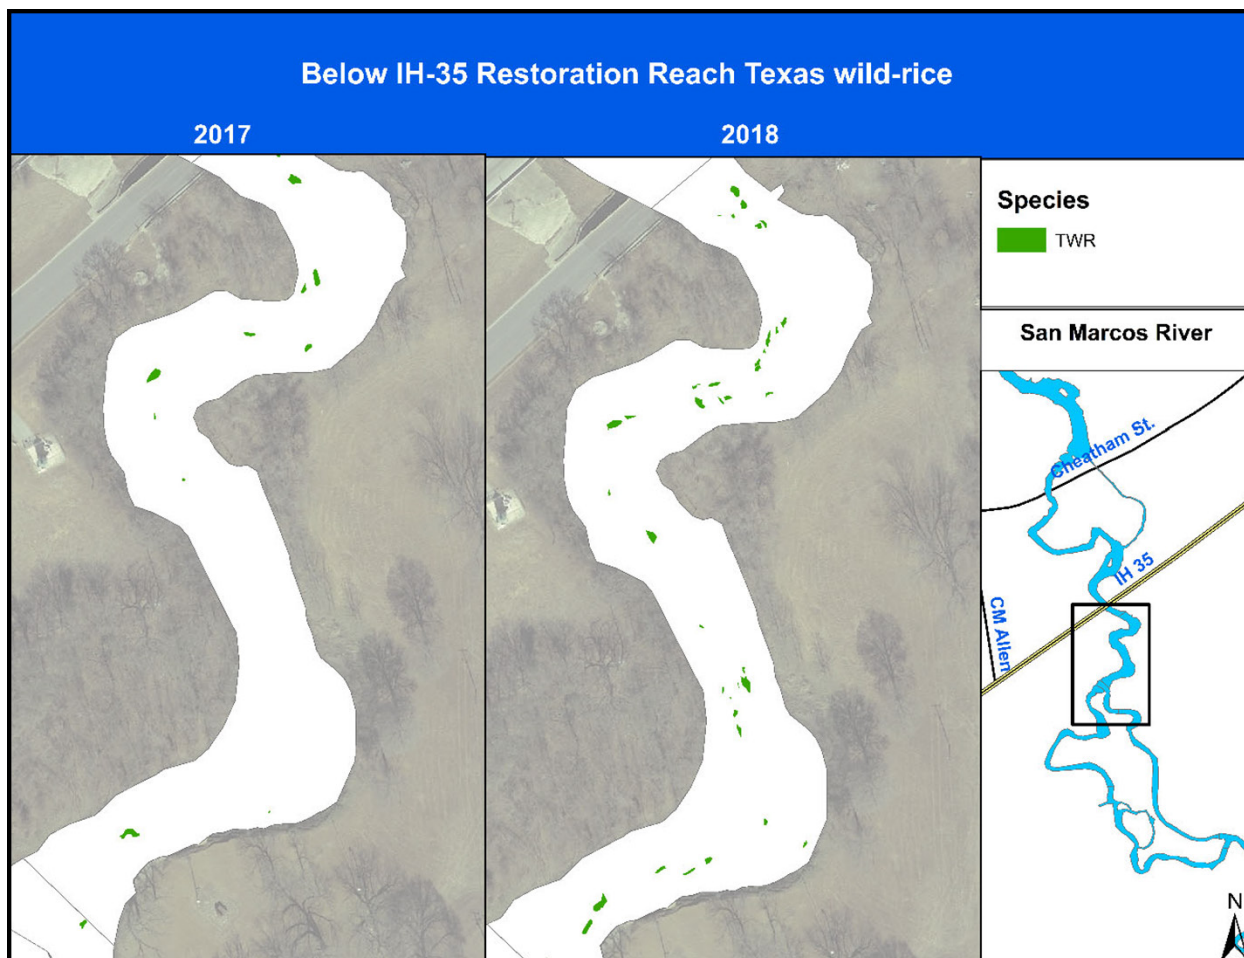 Below IH-35 Restoration Reach Texas wild-rice
2017
2018
Species
TWR
San Marcos River
Cheatham St.
IH 35
CM Allen
N